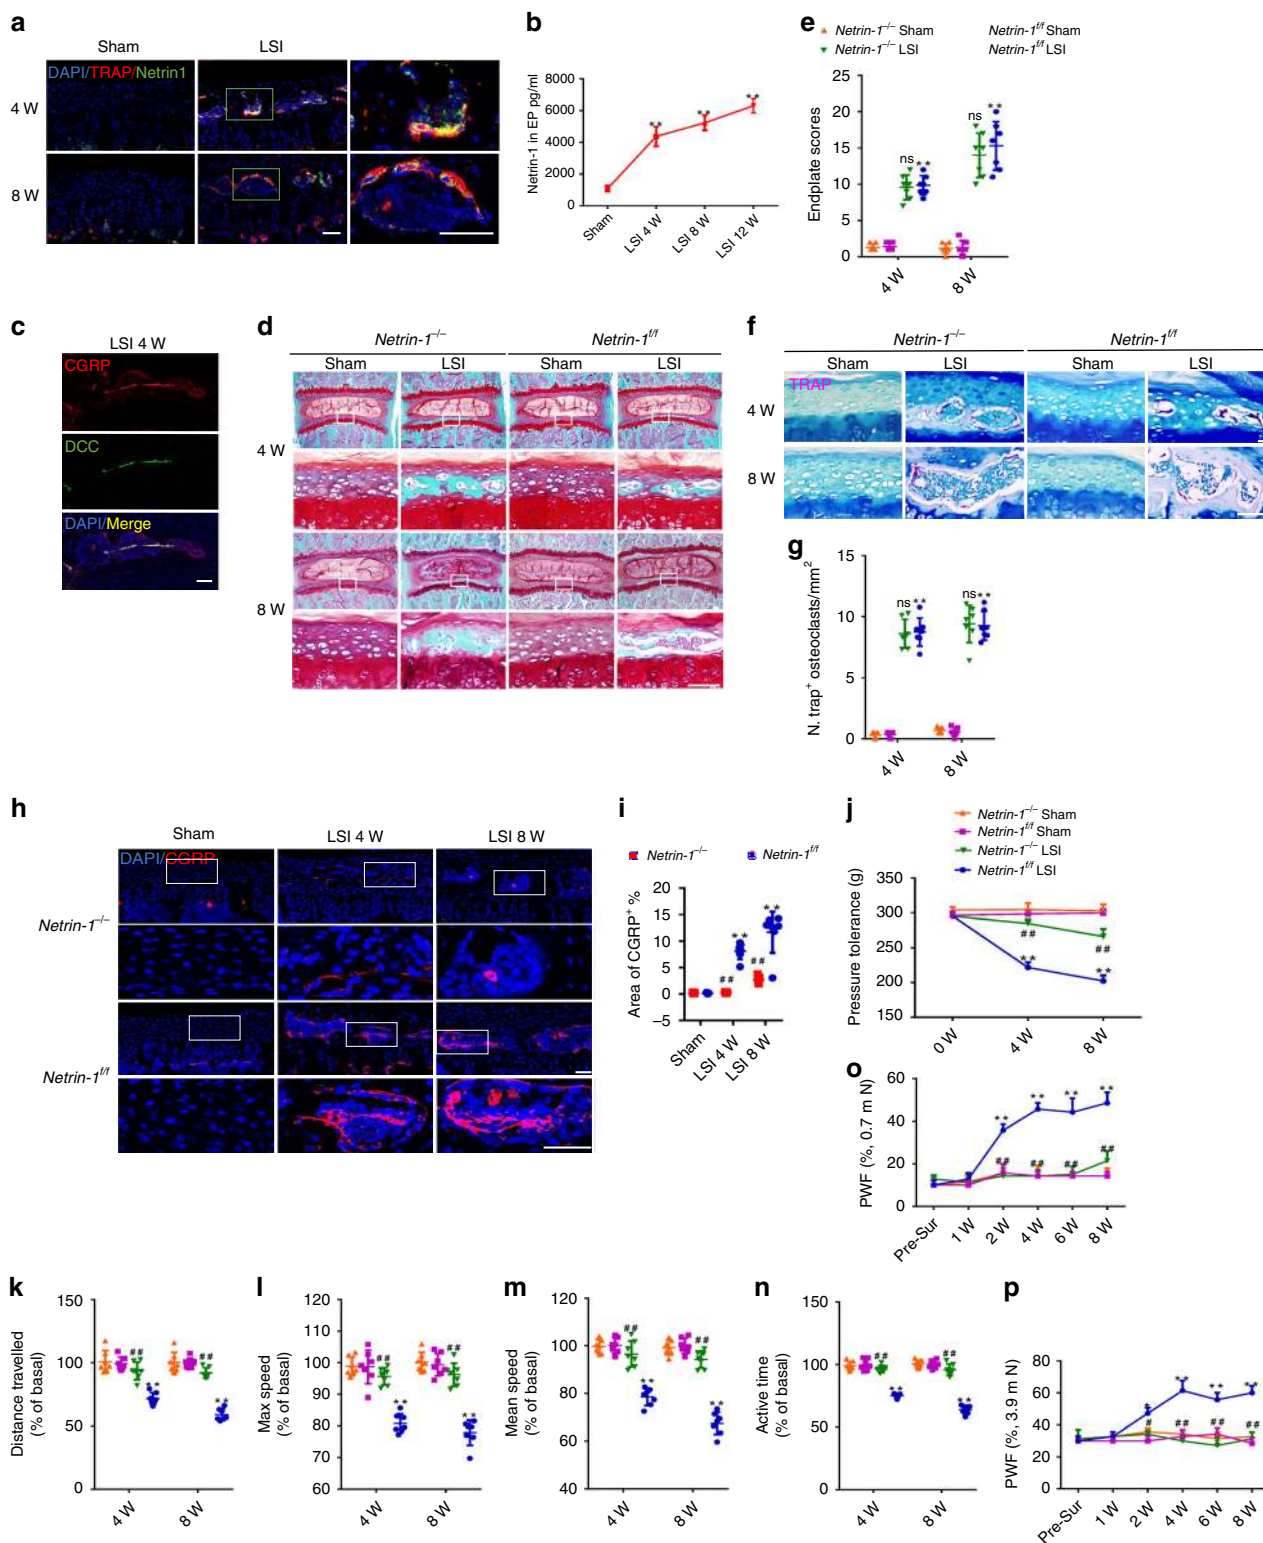 a
Sham
LSI
DAPI/TRAP/Netrin1
4 W
8 W
b
Netrin-1 in EP pg/ml
8000
6000
4000
2000
0
Sham
LSI 4 W
LSI 8 W
LSI 12 W
**
**
**
e
Netrin-1–/– Sham
Netrin-1f/f Sham
Netrin-1–/– LSI
Netrin-1f/f LSI
Endplate scores
25
20
15
10
5
0
ns
**
ns
**
4 W
8 W
c
LSI 4 W
CGRP
DCC
DAPI/Merge
d
Netrin-1–/–
Netrin-1f/f
Sham
LSI
Sham
LSI
4 W
8 W
f
Netrin-1–/–
Netrin-1f/f
Sham
LSI
Sham
LSI
TRAP
4 W
8 W
g
N. trap+ osteoclasts/mm2
15
10
5
0
ns
**
ns
**
4 W
8 W
h
Sham
LSI 4 W
LSI 8 W
DAPI/CGRP
Netrin-1–/–
Netrin-1f/f
i
Netrin-1–/–
Netrin-1f/f
Area of CGRP+ %
20
15
10
5
0
–5
##
**
##
**
Sham
LSI 4 W
LSI 8 W
j
Netrin-1–/– Sham
Netrin-1f/f Sham
Netrin-1–/– LSI
Netrin-1f/f LSI
Pressure tolerance (g)
350
300
250
200
150
##
**
##
**
0 W
4 W
8 W
o
PWF (%, 0.7 m N)
60
40
20
0
**
**
**
**
##
##
##
##
Pre-Sur
1 W
2 W
4 W
6 W
8 W
k
Distance travelled
(% of basal)
150
100
50
0
##
**
##
**
4 W
8 W
l
Max speed
(% of basal)
120
110
100
90
80
70
60
##
**
##
**
4 W
8 W
m
Mean speed
(% of basal)
120
100
80
60
40
##
**
##
**
4 W
8 W
n
Active time
(% of basal)
150
100
50
0
##
**
##
**
4 W
8 W
p
PWF (%, 3.9 m N)
80
60
40
20
0
**
**
**
#
##
##
##
Pre-Sur
1 W
2 W
4 W
6 W
8 W